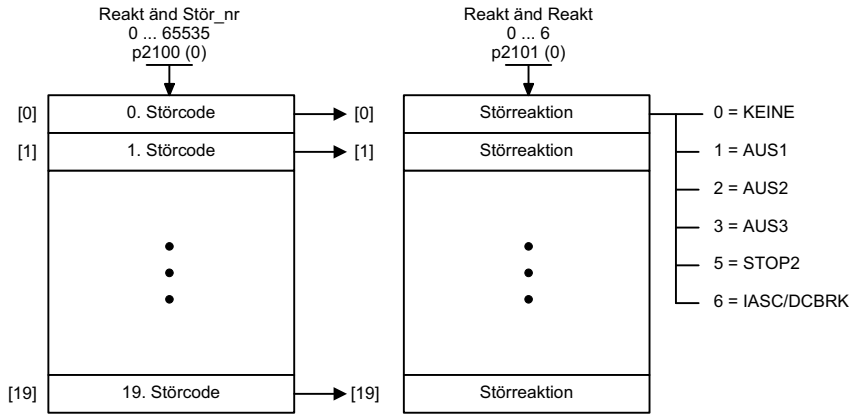 Reakt änd Stör_nr
0 ... 65535
p2100 (0)
Reakt änd Reakt
0 ... 6
p2101 (0)
[0] 0. Störcode [0] Störreaktion 0 = KEINE
[1] 1. Störcode [1] Störreaktion 1 = AUS1
2 = AUS2
3 = AUS3
5 = STOP2
6 = IASC/DCBRK
[19] 19. Störcode [19] Störreaktion